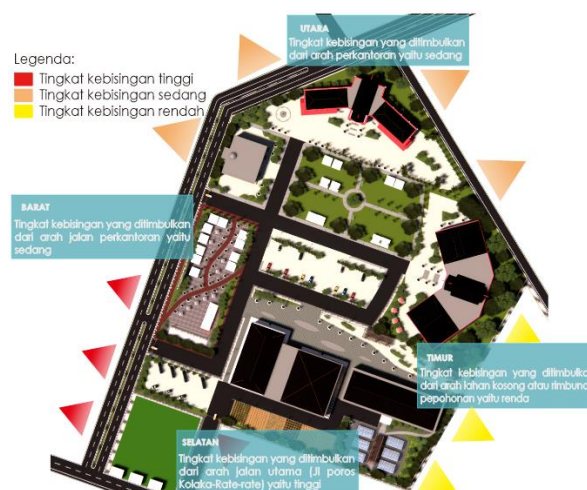 UTARA
Tingkat kebisingan yang ditimbulkan
dari arah perkantoran yaitu sedang
Legenda:
Tingkat kebisingan tinggi
Tingkat kebisingan sedang
Tingkat kebisingan rendah
BARAT
Tingkat kebisingan yang ditimbulkan
dari arah jalan perkantoran yaitu
sedang
TIMUR
Tingkat kebisingan yang ditimbulka
dari arah lahan kosong atau rimbuna
pepohonan yaitu renda
SELATAN
Tingkat kebisingan yang ditimbulkan
dari arah jalan utama (Jl poros
Kolaka-Rate-rate) yaitu tinggi